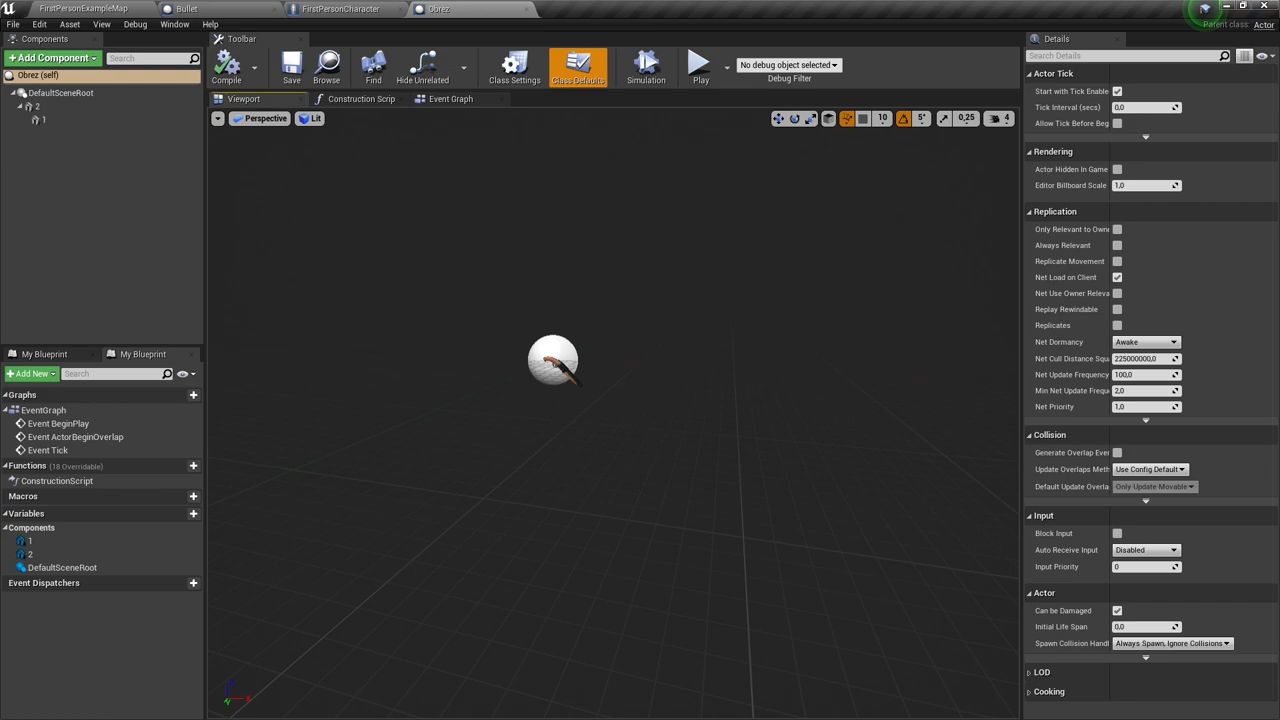 FirstPersonExampleMap
Bullet
FirstPersonCharacter
Obrez
File Edit Asset View Debug Window Help
Parent class: Actor
Components
Toolbar
Details
Add Component
Search
Compile
Save
Browse
Find
Hide Unrelated
Class Settings
Class Defaults
Simulation
Play
No debug object selected
Debug Filter
Search Details
Obrez (self)
DefaultSceneRoot
2
1
Viewport
Construction Scrip
Event Graph
Perspective
Lit
10
5°
0,25
4
Actor Tick
Start with Tick Enable
Tick Interval (secs) 0,0
Allow Tick Before Beg
Rendering
Actor Hidden In Game
Editor Billboard Scale 1,0
Replication
Only Relevant to Owne
Always Relevant
Replicate Movement
Net Load on Client
Net Use Owner Releva
Replay Rewindable
Replicates
Net Dormancy Awake
Net Cull Distance Squ 225000000,0
Net Update Frequency 100,0
Min Net Update Frequ 2,0
Net Priority 1,0
Collision
Generate Overlap Ever
Update Overlaps Meth Use Config Default
Default Update Overla Only Update Movable
Input
Block Input
Auto Receive Input Disabled
Input Priority 0
Actor
Can be Damaged
Initial Life Span 0,0
Spawn Collision Handl Always Spawn, Ignore Collisions
LOD
Cooking
My Blueprint
My Blueprint
Add New
Search
Graphs
EventGraph
Event BeginPlay
Event ActorBeginOverlap
Event Tick
Functions (18 Overridable)
ConstructionScript
Macros
Variables
Components
1
2
DefaultSceneRoot
Event Dispatchers